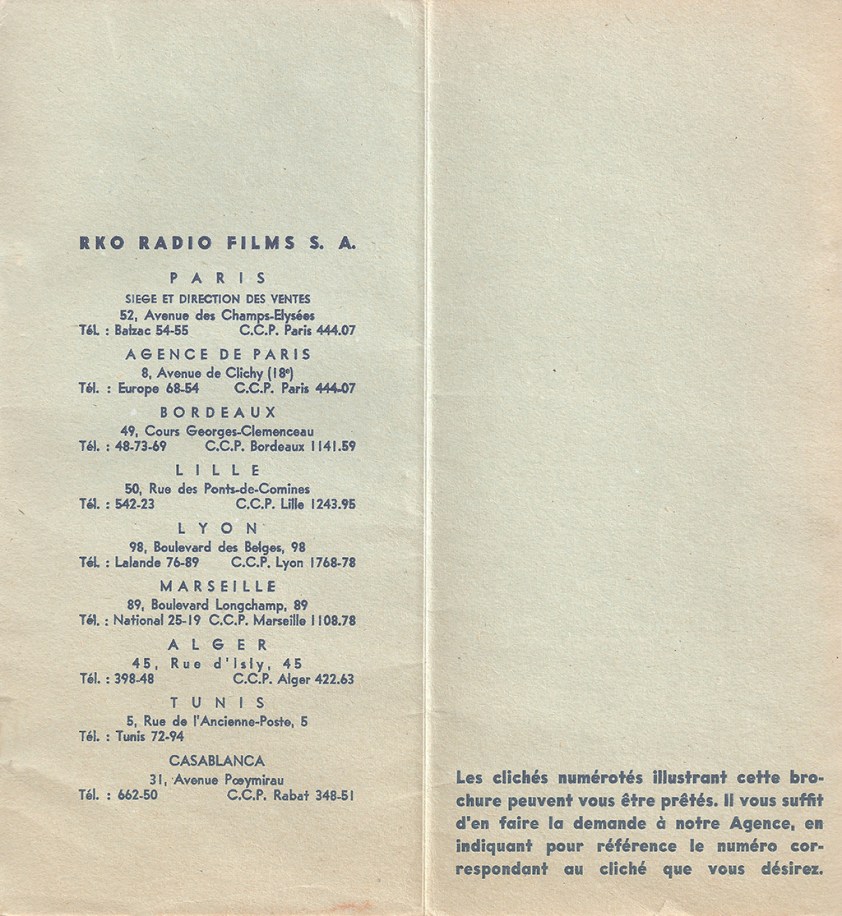 RKO RADIO FILMS S. A.
PARIS
SIEGE ET DIRECTION DES VENTES
52, Avenue des Champs-Elysées
Tél. : Balzac 54-55 C.C.P. Paris 444.07
AGENCE DE PARIS
8, Avenue de Clichy (18e)
Tél. : Europe 68-54 C.C.P. Paris 444-07
BORDEAUX
49, Cours Georges-Clemenceau
Tél. : 48-73-69 C.C.P. Bordeaux 1141.59
LILLE
50, Rue des Ponts-de-Comines
Tél. : 542-23 C.C.P. Lille 1243.95
LYON
98, Boulevard des Belges, 98
Tél. : Lalande 76-89 C.C.P. Lyon 1768-78
MARSEILLE
89, Boulevard Longchamp, 89
Tél. : National 25-19 C.C.P. Marseille 1108.78
ALGER
45, Rue d'Isly, 45
Tél. : 398-48 C.C.P. Alger 422.63
TUNIS
5, Rue de l'Ancienne-Poste, 5
Tél. : Tunis 72-94
CASABLANCA
31, Avenue Pœymirau
Tél. : 662-50 C.C.P. Rabat 348-51
Les clichés numérotés illustrant cette bro-
chure peuvent vous être prêtés. Il vous suffit
d'en faire la demande à notre Agence, en
indiquant pour référence le numéro cor-
respondant au cliché que vous désirez.